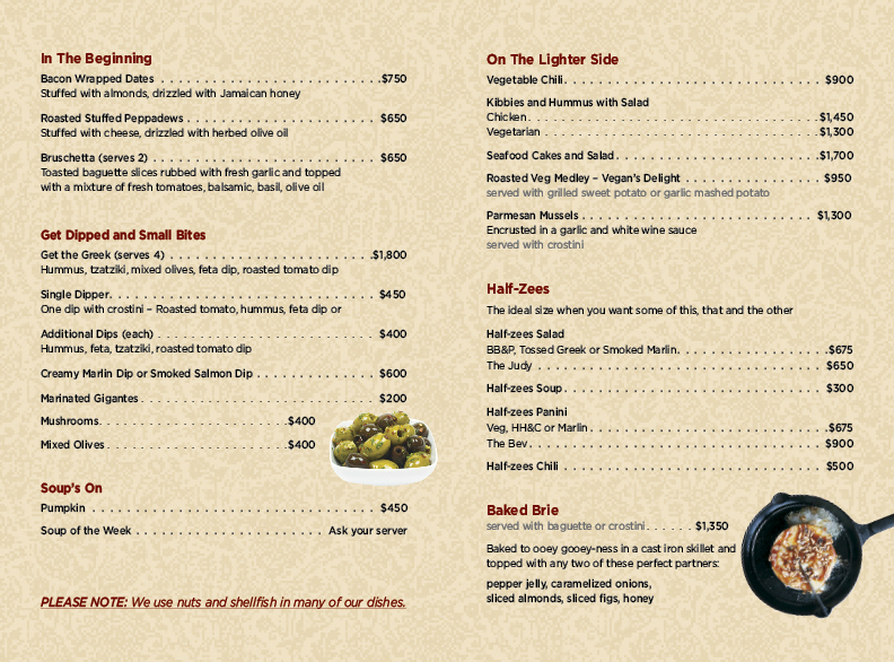 In The Beginning
Bacon Wrapped Dates . . . . . . . . . . . . . . . . . . . . . . . . . .$750
Stuffed with almonds, drizzled with Jamaican honey
Roasted Stuffed Peppadews . . . . . . . . . . . . . . . . . . . . . . $650
Stuffed with cheese, drizzled with herbed olive oil
Bruschetta (serves 2) . . . . . . . . . . . . . . . . . . . . . . . . . . $650
Toasted baguette slices rubbed with fresh garlic and topped
with a mixture of fresh tomatoes, balsamic, basil, olive oil
Get Dipped and Small Bites
Get the Greek (serves 4) . . . . . . . . . . . . . . . . . . . . . . . .$1,800
Hummus, tzatziki, mixed olives, feta dip, roasted tomato dip
Single Dipper. . . . . . . . . . . . . . . . . . . . . . . . . . . . . . . $450
One dip with crostini – Roasted tomato, hummus, feta dip or
Additional Dips (each) . . . . . . . . . . . . . . . . . . . . . . . . . $400
Hummus, feta, tzatziki, roasted tomato dip
Creamy Marlin Dip or Smoked Salmon Dip . . . . . . . . . . . . . . $600
Marinated Gigantes . . . . . . . . . . . . . . . . . . . . . . . . . . . $200
Mushrooms. . . . . . . . . . . . . . . . . . . . . .$400
Mixed Olives . . . . . . . . . . . . . . . . . . . . .$400
Soup's On
Pumpkin . . . . . . . . . . . . . . . . . . . . . . . . . . . . . . . . . $450
Soup of the Week . . . . . . . . . . . . . . . . . . . . . . Ask your server
PLEASE NOTE: We use nuts and shellfish in many of our dishes.
On The Lighter Side
Vegetable Chili. . . . . . . . . . . . . . . . . . . . . . . . . . . . . . $900
Kibbies and Hummus with Salad
Chicken. . . . . . . . . . . . . . . . . . . . . . . . . . . . . . . . . .$1,450
Vegetarian . . . . . . . . . . . . . . . . . . . . . . . . . . . . . . . .$1,300
Seafood Cakes and Salad. . . . . . . . . . . . . . . . . . . . . . . .$1,700
Roasted Veg Medley – Vegan's Delight . . . . . . . . . . . . . . . . $950
served with grilled sweet potato or garlic mashed potato
Parmesan Mussels . . . . . . . . . . . . . . . . . . . . . . . . . . . $1,300
Encrusted in a garlic and white wine sauce
served with crostini
Half-Zees
The ideal size when you want some of this, that and the other
Half-zees Salad
BB&P, Tossed Greek or Smoked Marlin. . . . . . . . . . . . . . . . . .$675
The Judy . . . . . . . . . . . . . . . . . . . . . . . . . . . . . . . . . $650
Half-zees Soup. . . . . . . . . . . . . . . . . . . . . . . . . . . . . . $300
Half-zees Panini
Veg, HH&C or Marlin . . . . . . . . . . . . . . . . . . . . . . . . . . .$675
The Bev. . . . . . . . . . . . . . . . . . . . . . . . . . . . . . . . . . $900
Half-zees Chili . . . . . . . . . . . . . . . . . . . . . . . . . . . . . . $500
Baked Brie
served with baguette or crostini. . . . . . $1,350
Baked to ooey gooey-ness in a cast iron skillet and
topped with any two of these perfect partners:
pepper jelly, caramelized onions,
sliced almonds, sliced figs, honey